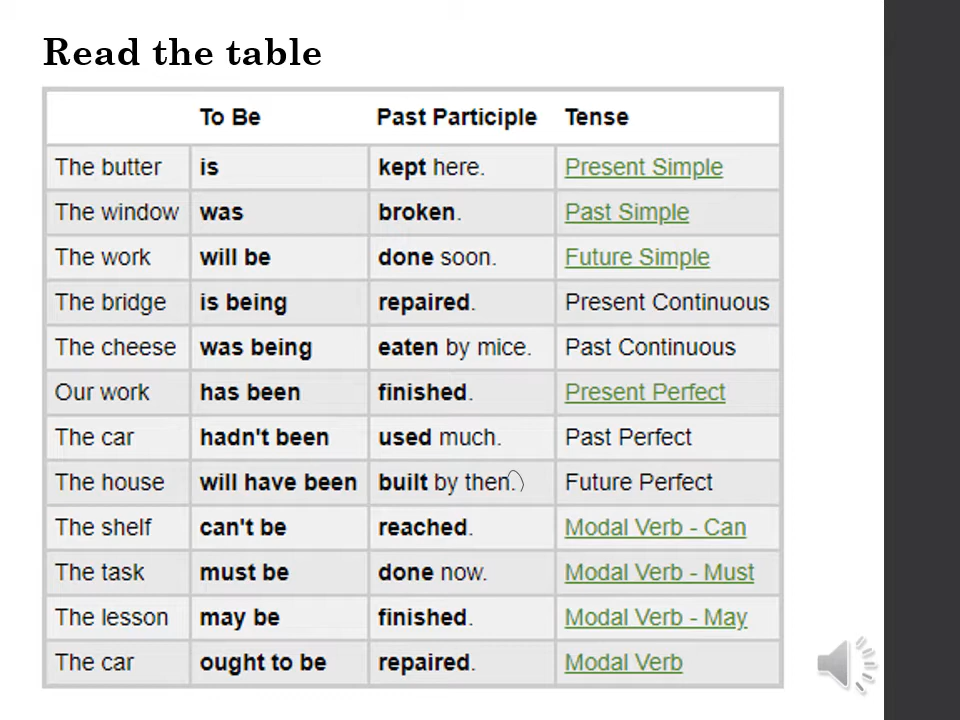 Read the table
To Be Past Participle Tense
The butter is kept here. Present Simple
The window was broken. Past Simple
The work will be done soon. Future Simple
The bridge is being repaired. Present Continuous
The cheese was being eaten by mice. Past Continuous
Our work has been finished. Present Perfect
The car hadn't been used much. Past Perfect
The house will have been built by then. Future Perfect
The shelf can't be reached. Modal Verb - Can
The task must be done now. Modal Verb - Must
The lesson may be finished. Modal Verb - May
The car ought to be repaired. Modal Verb